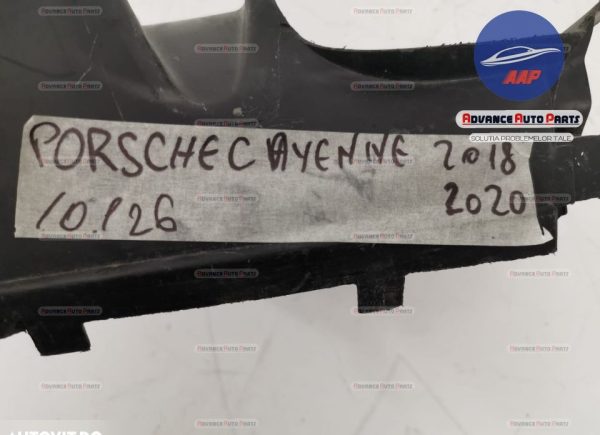 AAP
ADVANCE AUTO PARTS
SOLUTIA PROBLEMELOR TALE
PORSCHE CAYENNE 2018
10.126 2020